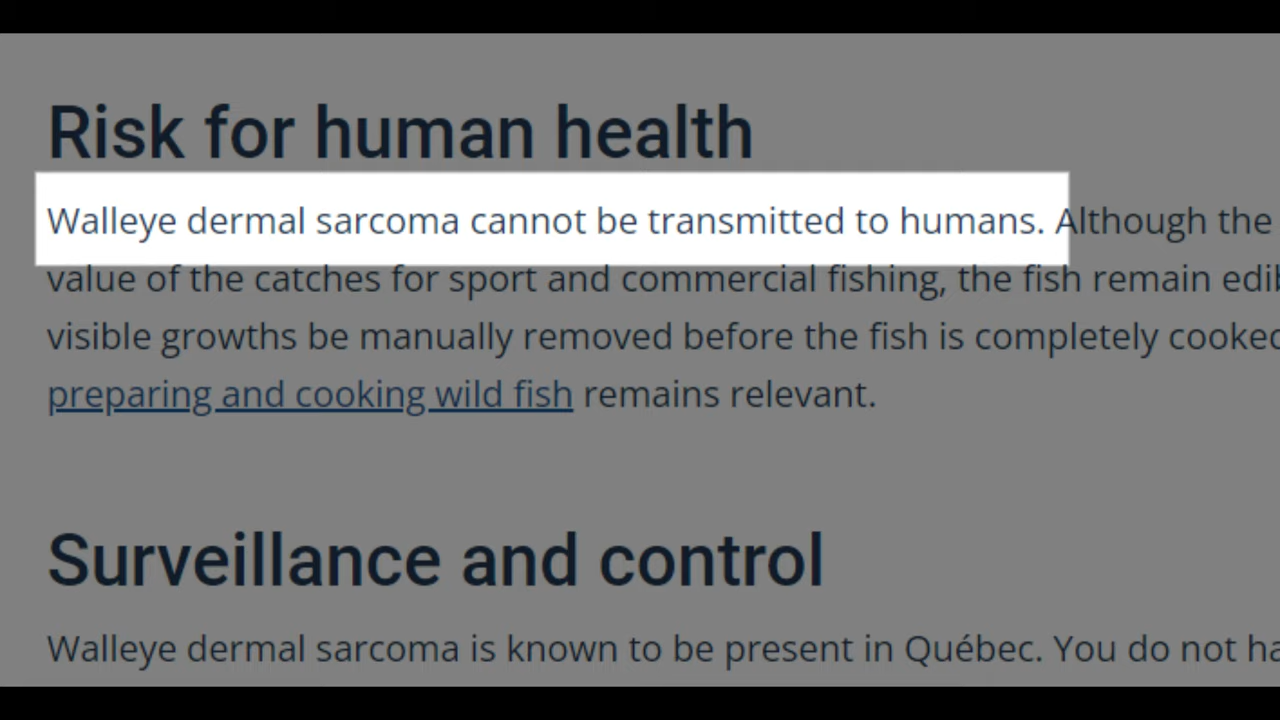 Risk for human health
Walleye dermal sarcoma cannot be transmitted to humans. Although the
value of the catches for sport and commercial fishing, the fish remain
visible growths be manually removed before the fish is completely
preparing and cooking wild fish remains relevant.
Surveillance and control
Walleye dermal sarcoma is known to be present in Québec. You do not